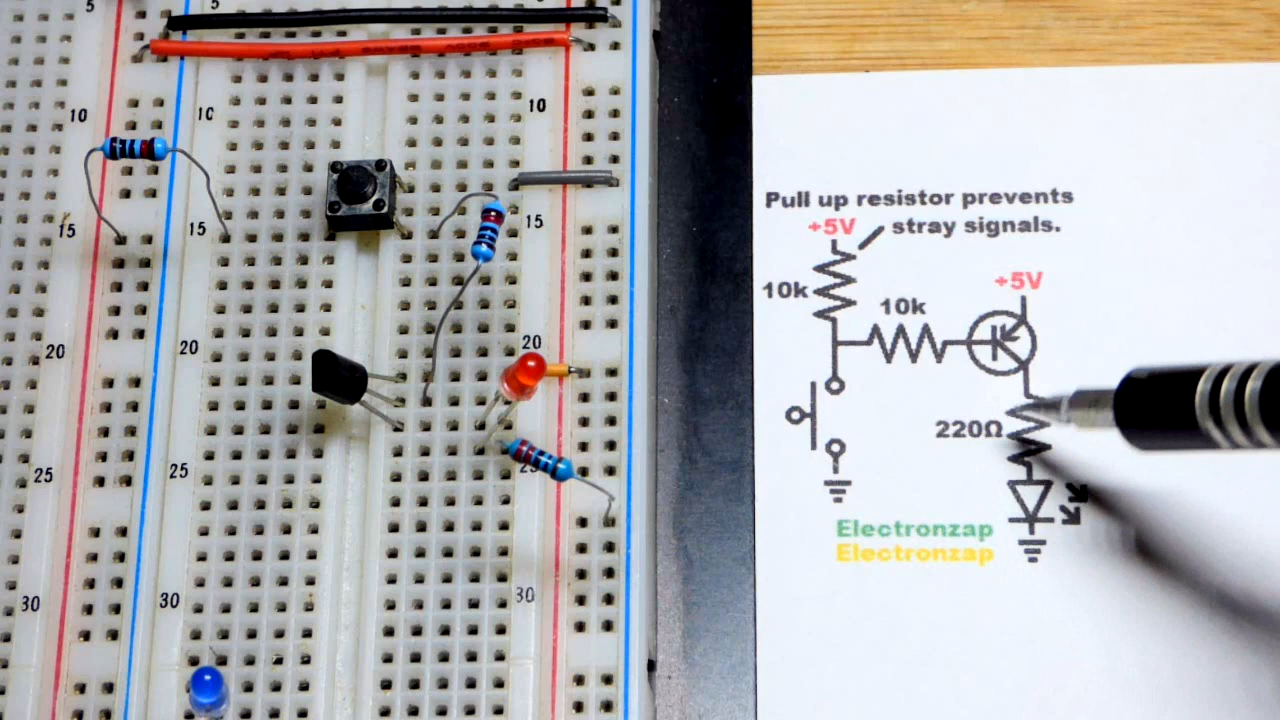 5
5
10
10
10
15
15
15
20
20
20
25
25
30
30
30
Pull up resistor prevents
stray signals.
+5V
+5V
10k
10k
220Ω
Electronzap
Electronzap